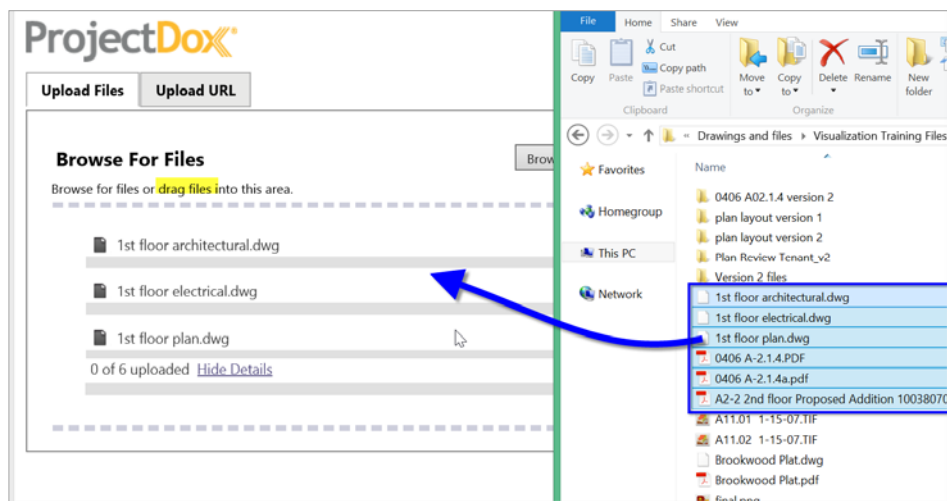 ProjectDox
Upload Files
Upload URL
Browse For Files
Brow
Browse for files or drag files into this area.
1st floor architectural.dwg
1st floor electrical.dwg
1st floor plan.dwg
0 of 6 uploaded Hide Details
File Home Share View
Copy
Paste
Cut
Copy path
Paste shortcut
Move to
Copy to
Delete
Rename
New folder
Clipboard
Organize
« Drawings and files Visualization Training Files
Favorites
Homegroup
This PC
Network
Name
0406 A02.1.4 version 2
plan layout version 1
plan layout version 2
Plan Review Tenant_v2
Version 2 files
1st floor architectural.dwg
1st floor electrical.dwg
1st floor plan.dwg
0406 A-2.1.4.PDF
0406 A-2.1.4a.pdf
A2-2 2nd floor Proposed Addition 10038070
A11.01 1-15-07.TIF
A11.02 1-15-07.TIF
Brookwood Plat.dwg
Brookwood Plat.pdf
final.png